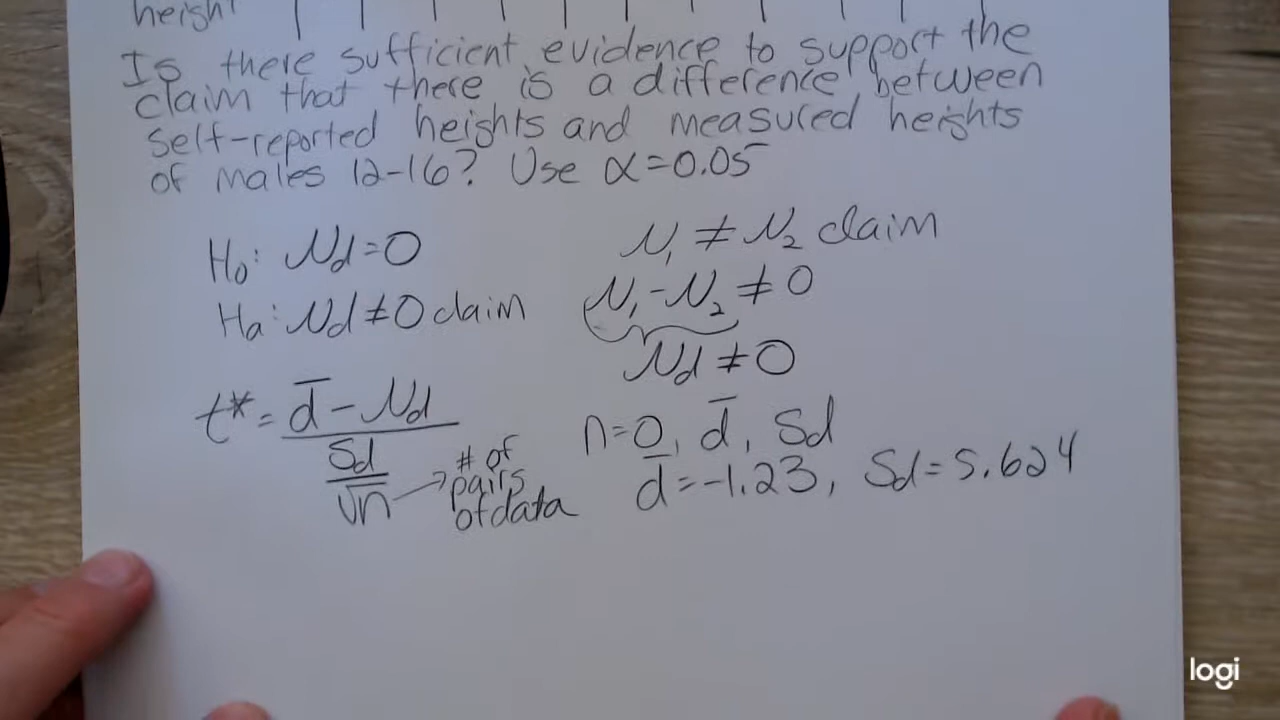 height
Is there sufficient evidence to support the
claim that there is a difference between
self-reported heights and measured heights
of males 12-16? Use α=0.05
H₀: μd=0
μ₁ ≠ μ₂ claim
Hₐ: μd≠0 claim
μ₁-μ₂ ≠ 0
μd ≠ 0
t* = (d̄ - μd) / (Sd/√n)
# of
pairs
of data
n=0, d̄, Sd
d̄ = -1.23, Sd = 5.624
logi